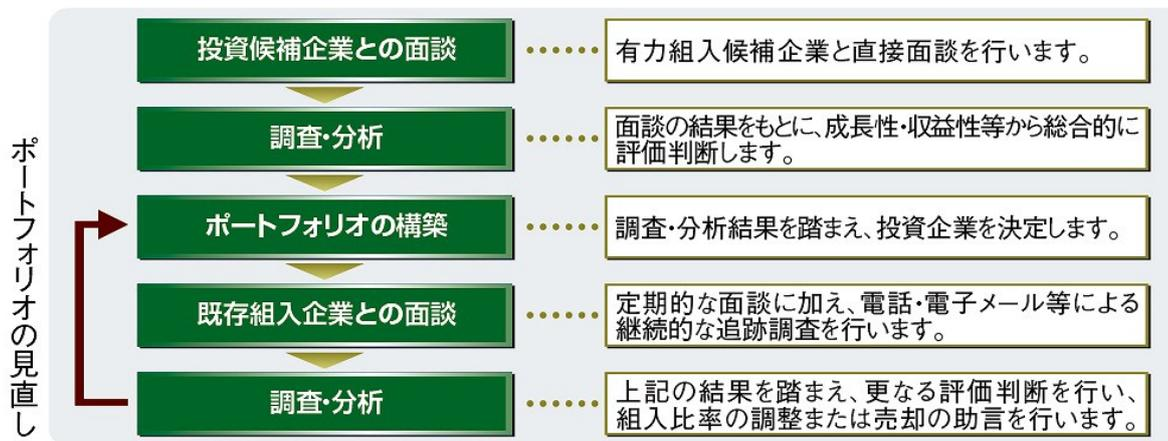 投資候補企業との面談
有力組入候補企業と直接面談を行います。
調査・分析
面談の結果をもとに、成長性・収益性等から総合的に
評価判断します。
ポートフォリオの構築
調査・分析結果を踏まえ、投資企業を決定します。
既存組入企業との面談
定期的な面談に加え、電話・電子メール等による
継続的な追跡調査を行います。
調査・分析
上記の結果を踏まえ、更なる評価判断を行い、
組入比率の調整または売却の助言を行います。
ポートフォリオの見直し